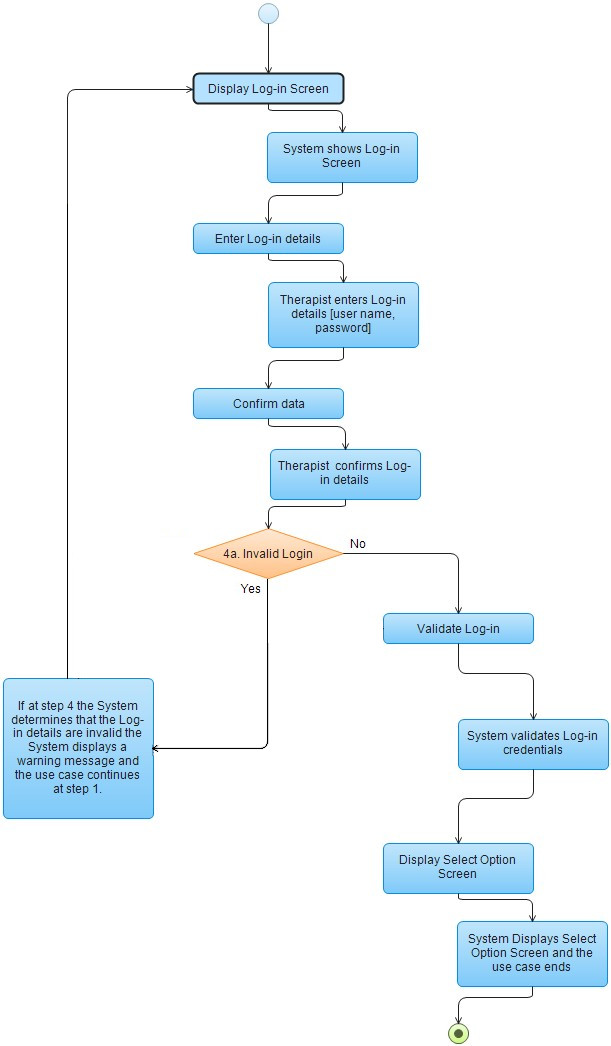 Display Log-in Screen
System shows Log-in
Screen
Enter Log-in details
Therapist enters Log-in
details [user name,
password]
Confirm data
Therapist confirms Log-
in details
4a. Invalid Login
No
Yes
Validate Log-in
If at step 4 the System
determines that the Log-
in details are invalid the
System displays a
warning message and
the use case continues
at step 1.
System validates Log-in
credentials
Display Select Option
Screen
System Displays Select
Option Screen and the
use case ends